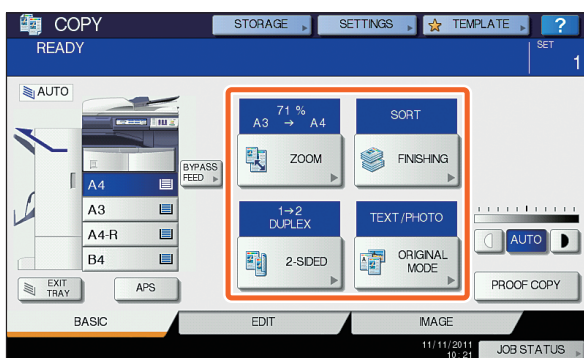 COPY
STORAGE
SETTINGS
TEMPLATE
?
READY
SET
1
AUTO
A4
A3
A4-R
B4
BYPASS
FEED
EXIT
TRAY
APS
71 %
A3 → A4
ZOOM
SORT
FINISHING
1→2
DUPLEX
2-SIDED
TEXT/PHOTO
ORIGINAL
MODE
AUTO
PROOF COPY
BASIC
EDIT
IMAGE
11/11/2011
10:21
JOB STATUS